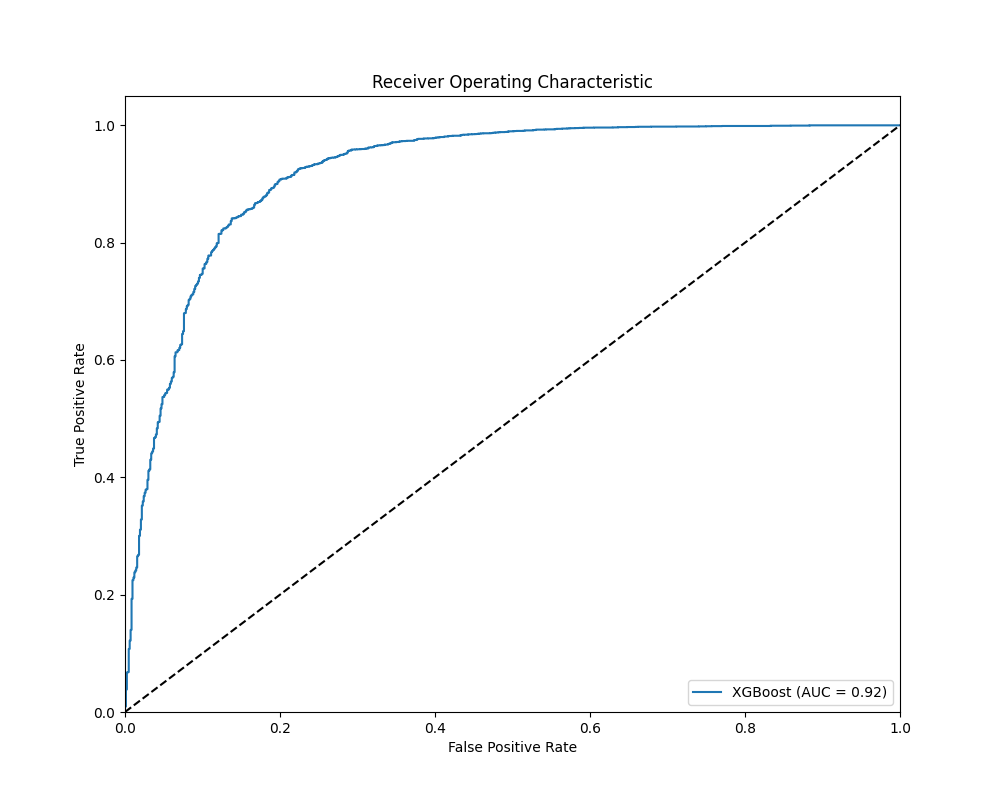 Receiver Operating Characteristic
1.0
0.8
0.6
0.4
0.2
0.0
True Positive Rate
XGBoost (AUC = 0.92)
0.0 0.2 0.4 0.6 0.8 1.0
False Positive Rate